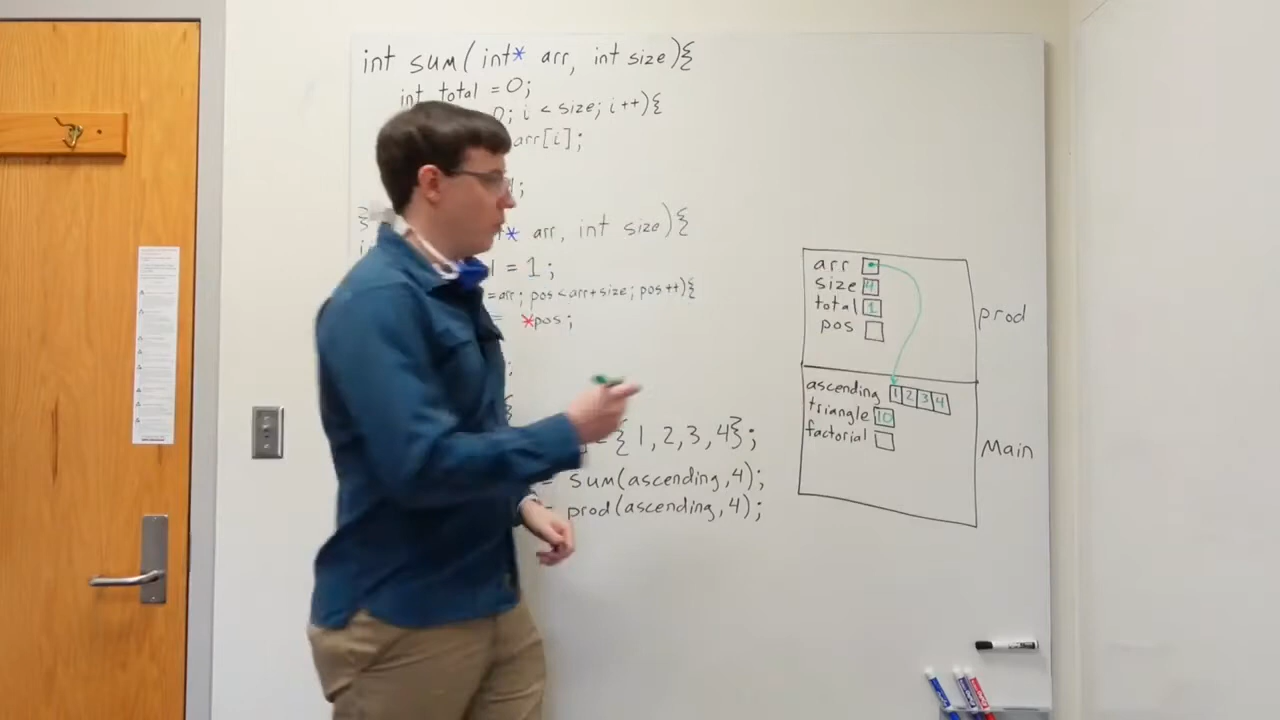 int sum(int* arr, int size){
int total = 0;
0; i < size; i++){
arr[i];
;
}
* arr, int size){
= 1;
=arr; pos<arr+size; pos++){
= *pos;
;
{
= {1,2,3,4};
= sum(ascending,4);
= prod(ascending,4);
arr
size 4
total 1
pos
prod
ascending 1 2 3 4
triangle 10
factorial
Main